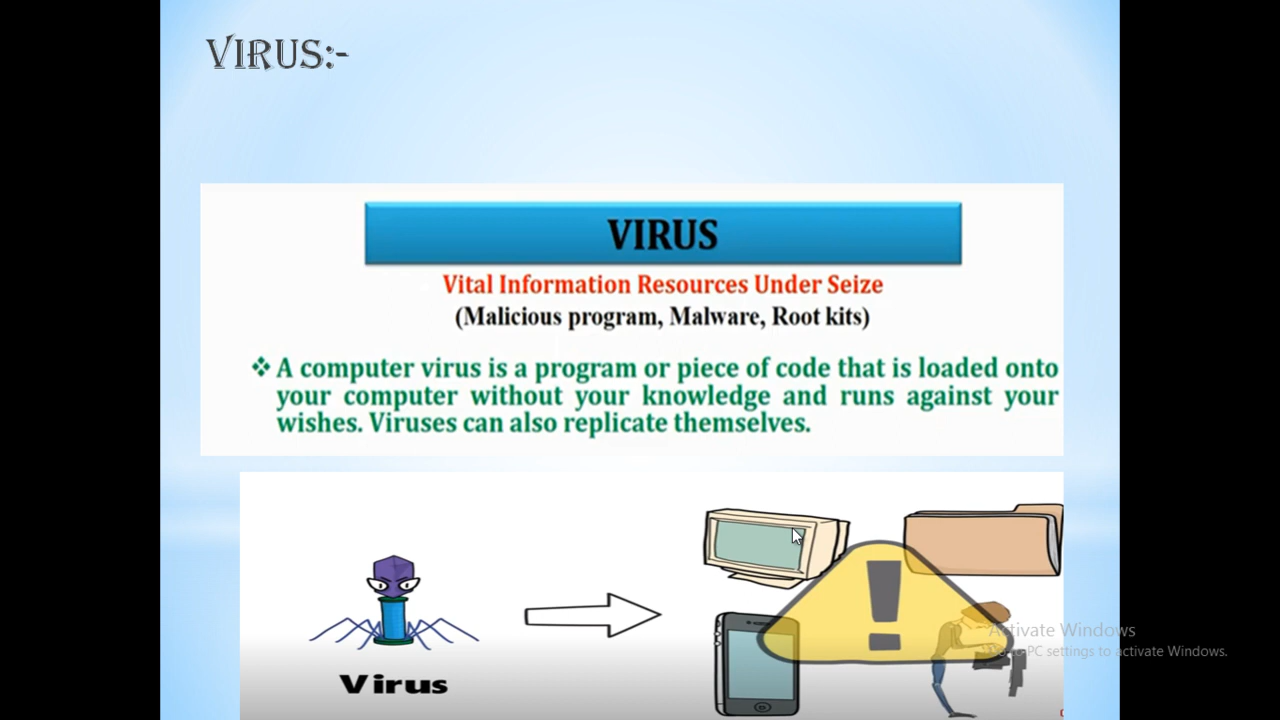 VIRUS:-
VIRUS
Vital Information Resources Under Seize
(Malicious program, Malware, Root kits)
❖ A computer virus is a program or piece of code that is loaded onto
your computer without your knowledge and runs against your
wishes. Viruses can also replicate themselves.
!
Virus
Activate Windows
Go to PC settings to activate Windows.